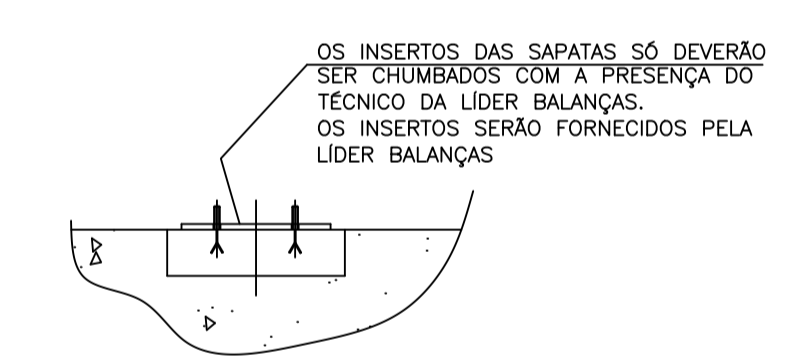 OS INSERTOS DAS SAPATAS SÓ DEVERÃO
SER CHUMBADOS COM A PRESENÇA DO
TÉCNICO DA LÍDER BALANÇAS.
OS INSERTOS SERÃO FORNECIDOS PELA
LÍDER BALANÇAS